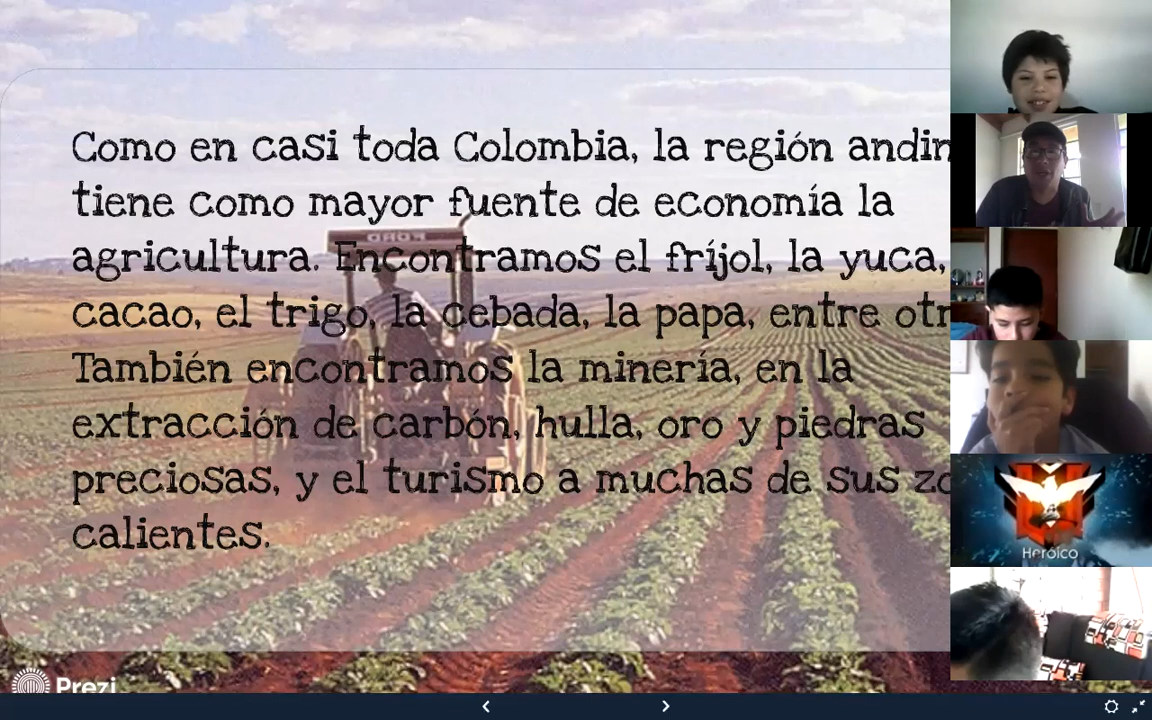 Como en casi toda Colombia, la región andin
tiene como mayor fuente de economía la
agricultura. Encontramos el fríjol, la yuca,
cacao, el trigo, la cebada, la papa, entre otr
También encontramos la minería, en la
extracción de carbón, hulla, oro y piedras
preciosas, y el turismo a muchas de sus zo
calientes.
FORD
Heróico
Prezi